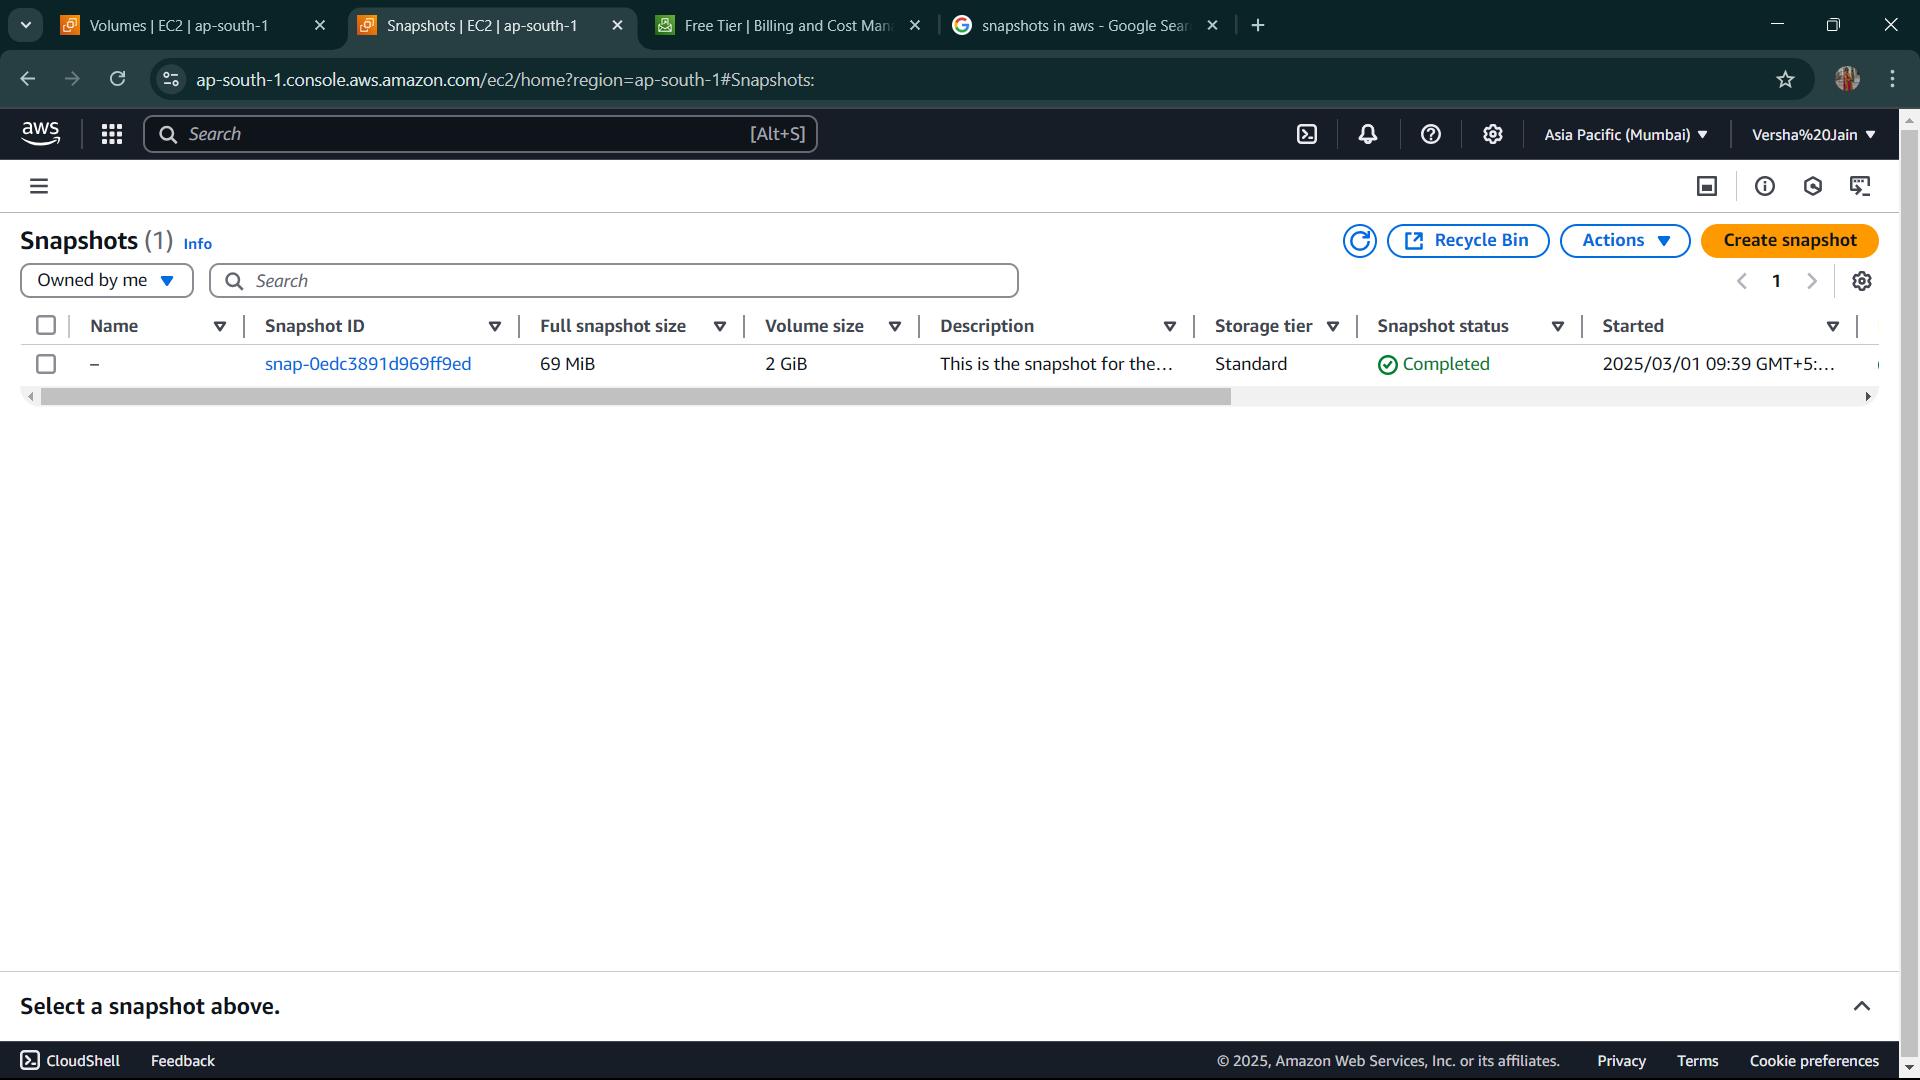 Volumes | EC2 | ap-south-1
Snapshots | EC2 | ap-south-1
Free Tier | Billing and Cost Man
snapshots in aws - Google Sear
ap-south-1.console.aws.amazon.com/ec2/home?region=ap-south-1#Snapshots:
aws
Search [Alt+S]
Asia Pacific (Mumbai)
Versha%20Jain
Snapshots (1) Info
Recycle Bin
Actions
Create snapshot
Owned by me
Search
1
Name Snapshot ID Full snapshot size Volume size Description Storage tier Snapshot status Started
– snap-0edc3891d969ff9ed 69 MiB 2 GiB This is the snapshot for the... Standard Completed 2025/03/01 09:39 GMT+5:...
Select a snapshot above.
CloudShell Feedback © 2025, Amazon Web Services, Inc. or its affiliates. Privacy Terms Cookie preferences